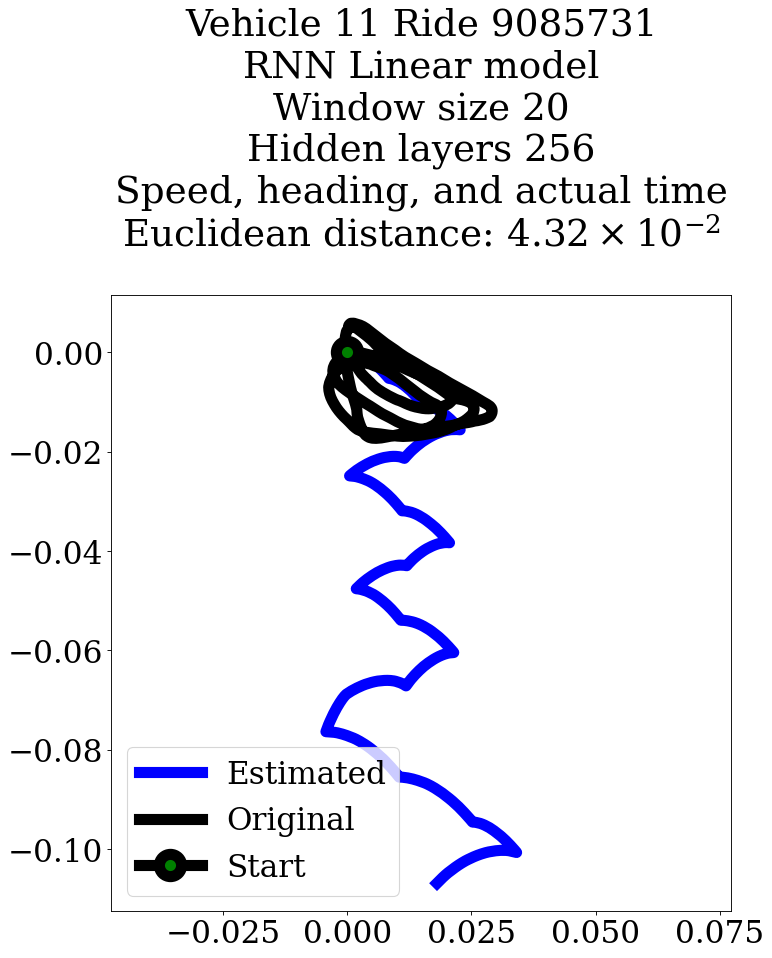 Vehicle 11 Ride 9085731
RNN Linear model
Window size 20
Hidden layers 256
Speed, heading, and actual time
Euclidean distance: 4.32 × 10⁻²
0.00
−0.02
−0.04
−0.06
−0.08
−0.10
Estimated
Original
Start
−0.025 0.000 0.025 0.050 0.075